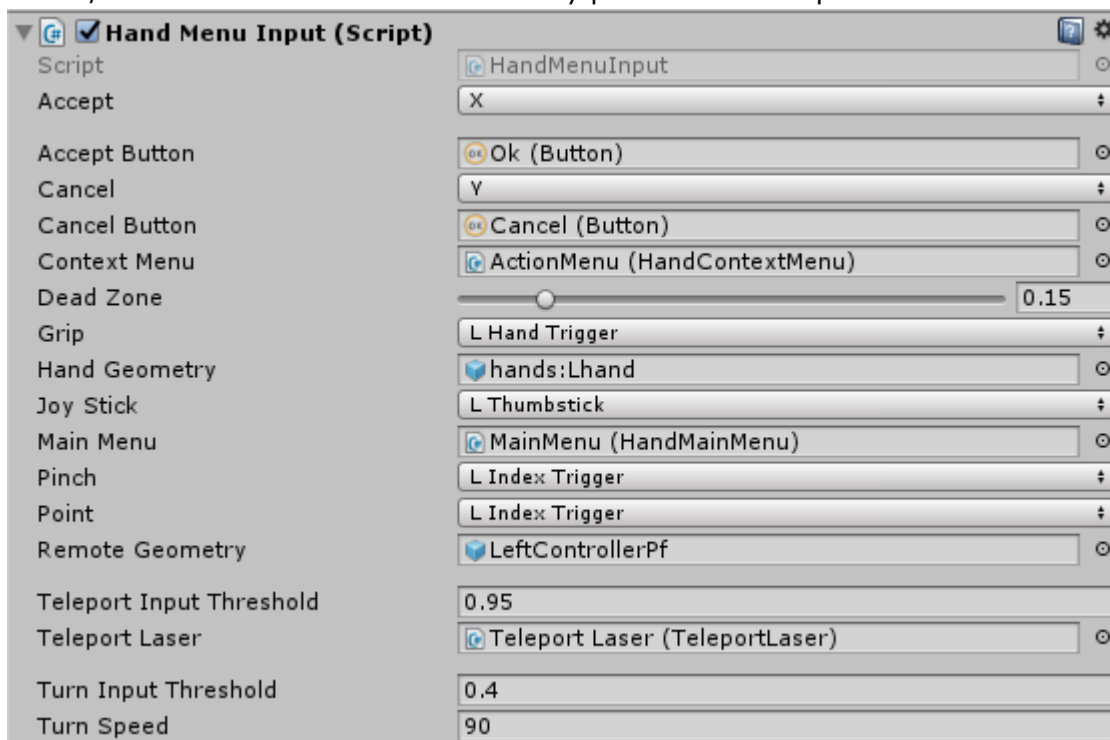 Hand Menu Input (Script)
Script HandMenuInput
Accept X
Accept Button Ok (Button)
Cancel Y
Cancel Button Cancel (Button)
Context Menu ActionMenu (HandContextMenu)
Dead Zone 0.15
Grip L Hand Trigger
Hand Geometry hands:Lhand
Joy Stick L Thumbstick
Main Menu MainMenu (HandMainMenu)
Pinch L Index Trigger
Point L Index Trigger
Remote Geometry LeftControllerPf
Teleport Input Threshold 0.95
Teleport Laser Teleport Laser (TeleportLaser)
Turn Input Threshold 0.4
Turn Speed 90